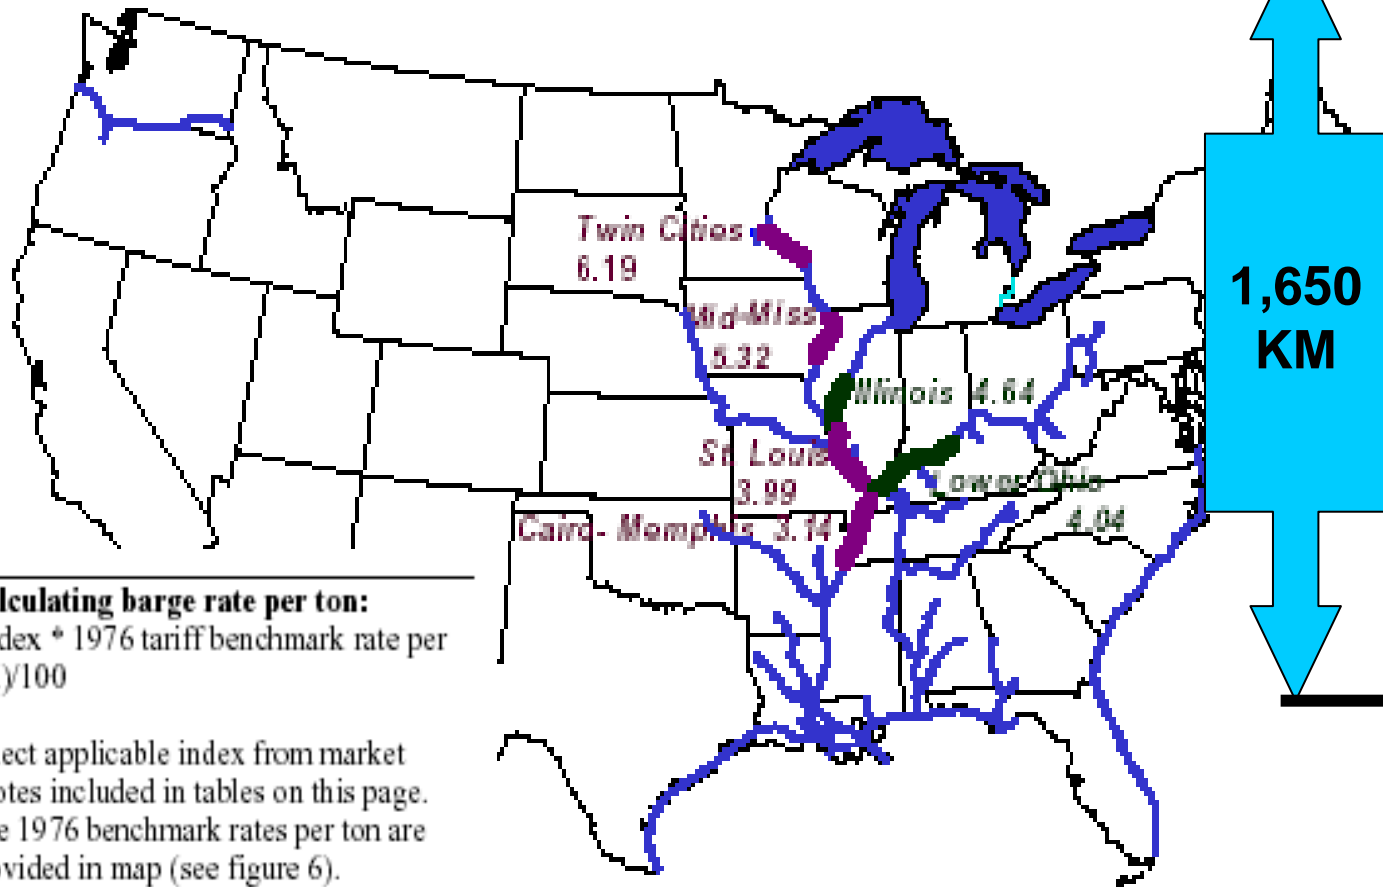 Twin Cities
6.19
Mid-Miss
5.32
Illinois 4.64
St. Louis
3.99
Lower Ohio
4.04
Cairo- Memphis 3.14
1,650
KM
lculating barge rate per ton:
dex * 1976 tariff benchmark rate per
)/100
lect applicable index from market
otes included in tables on this page.
e 1976 benchmark rates per ton are
ovided in map (see figure 6).